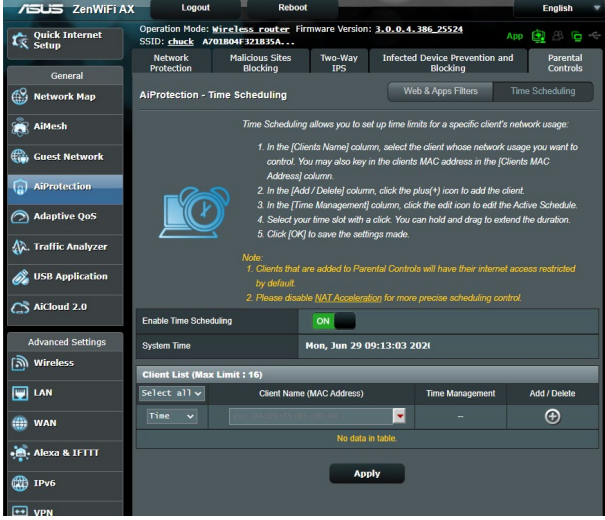 ASUS ZenWiFi AX
Logout
Reboot
English
Quick Internet Setup
Operation Mode: Wireless router Firmware Version: 3.0.0.4.386_25524
SSID: chuck A701B04F321B35A...
App
General
Network Map
AiMesh
Guest Network
AiProtection
Adaptive QoS
Traffic Analyzer
USB Application
AiCloud 2.0
Advanced Settings
Wireless
LAN
WAN
Alexa & IFTTT
IPv6
VPN
Network Protection
Malicious Sites Blocking
Two-Way IPS
Infected Device Prevention and Blocking
Parental Controls
AiProtection - Time Scheduling
Web & Apps Filters
Time Scheduling
Time Scheduling allows you to set up time limits for a specific client's network usage:
1. In the [Clients Name] column, select the client whose network usage you want to
control. You may also key in the clients MAC address in the [Clients MAC
Address] column.
2. In the [Add / Delete] column, click the plus(+) icon to add the client.
3. In the [Time Management] column, click the edit icon to edit the Active Schedule.
4. Select your time slot with a click. You can hold and drag to extend the duration.
5. Click [OK] to save the settings made.
Note:
1. Clients that are added to Parental Controls will have their internet access restricted
by default.
2. Please disable NAT Acceleration for more precise scheduling control.
Enable Time Scheduling
ON
System Time
Mon, Jun 29 09:13:03 202
Client List (Max Limit : 16)
Select all
Client Name (MAC Address)
Time Management
Add / Delete
Time
--
No data in table.
Apply